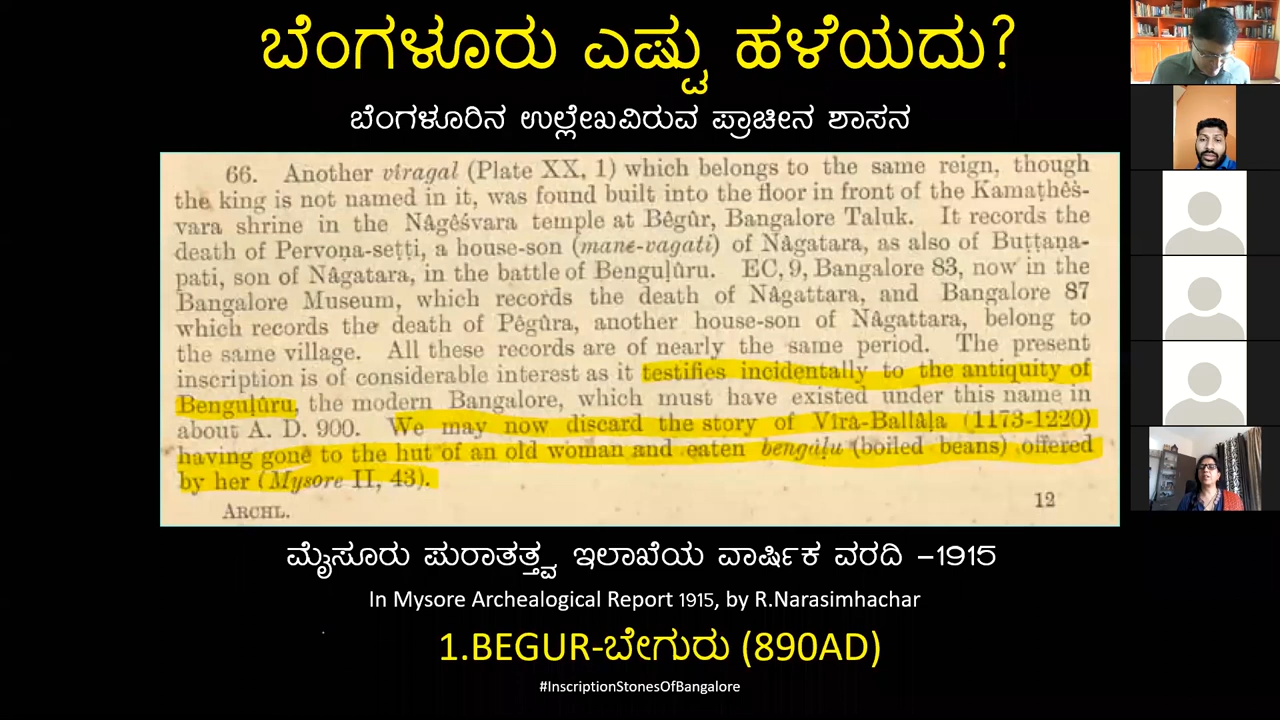 ಬೆಂಗಳೂರು ಎಷ್ಟು ಹಳೆಯದು?
ಬೆಂಗಳೂರಿನ ಉಲ್ಲೇಖವಿರುವ ಪ್ರಾಚೀನ ಶಾಸನ
66. Another vîragal (Plate XX, 1) which belongs to the same reign, though
the king is not named in it, was found built into the floor in front of the Kamaṭhêś-
vara shrine in the Nâgêśvara temple at Bêgûr, Bangalore Taluk. It records the
death of Pervoṇa-seṭṭi, a house-son (mane-vagati) of Nâgatara, as also of Buṭṭaṇa-
pati, son of Nâgatara, in the battle of Benguḷûru. EC, 9, Bangalore 83, now in the
Bangalore Museum, which records the death of Nâgattara, and Bangalore 87
which records the death of Pêgûra, another house-son of Nâgattara, belong to
the same village. All these records are of nearly the same period. The present
inscription is of considerable interest as it testifies incidentally to the antiquity of
Benguḷûru, the modern Bangalore, which must have existed under this name in
about A. D. 900. We may now discard the story of Vîra-Ballâḷa (1173-1220)
having gone to the hut of an old woman and eaten bengâḷu (boiled beans) offered
by her (Mysore II, 43).
ARCHL. 12
ಮೈಸೂರು ಪುರಾತತ್ತ್ವ ಇಲಾಖೆಯ ವಾರ್ಷಿಕ ವರದಿ –1915
In Mysore Archealogical Report 1915, by R.Narasimhachar
1.BEGUR-ಬೇಗುರು (890AD)
#InscriptionStonesOfBangalore